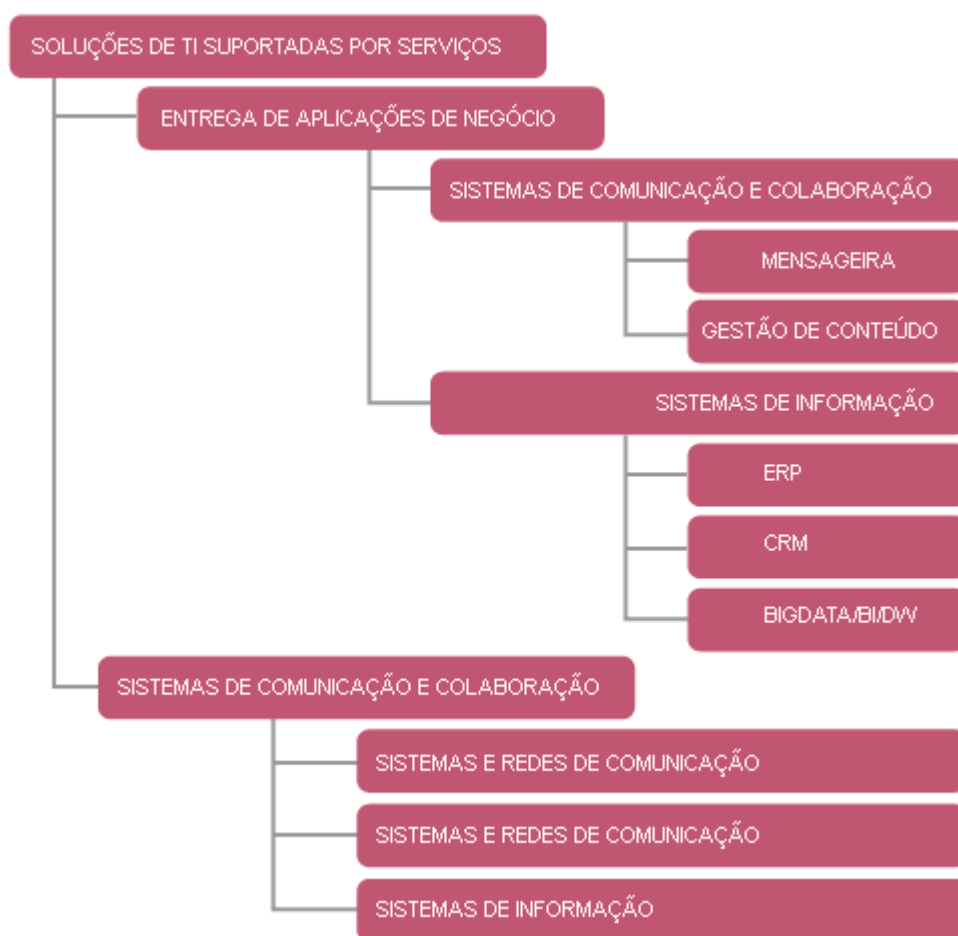 SOLUÇÕES DE TI SUPORTADAS POR SERVIÇOS
ENTREGA DE APLICAÇÕES DE NEGÓCIO
SISTEMAS DE COMUNICAÇÃO E COLABORAÇÃO
MENSAGEIRA
GESTÃO DE CONTEÚDO
SISTEMAS DE INFORMAÇÃO
ERP
CRM
BIGDATA/BI/DW
SISTEMAS DE COMUNICAÇÃO E COLABORAÇÃO
SISTEMAS E REDES DE COMUNICAÇÃO
SISTEMAS E REDES DE COMUNICAÇÃO
SISTEMAS DE INFORMAÇÃO